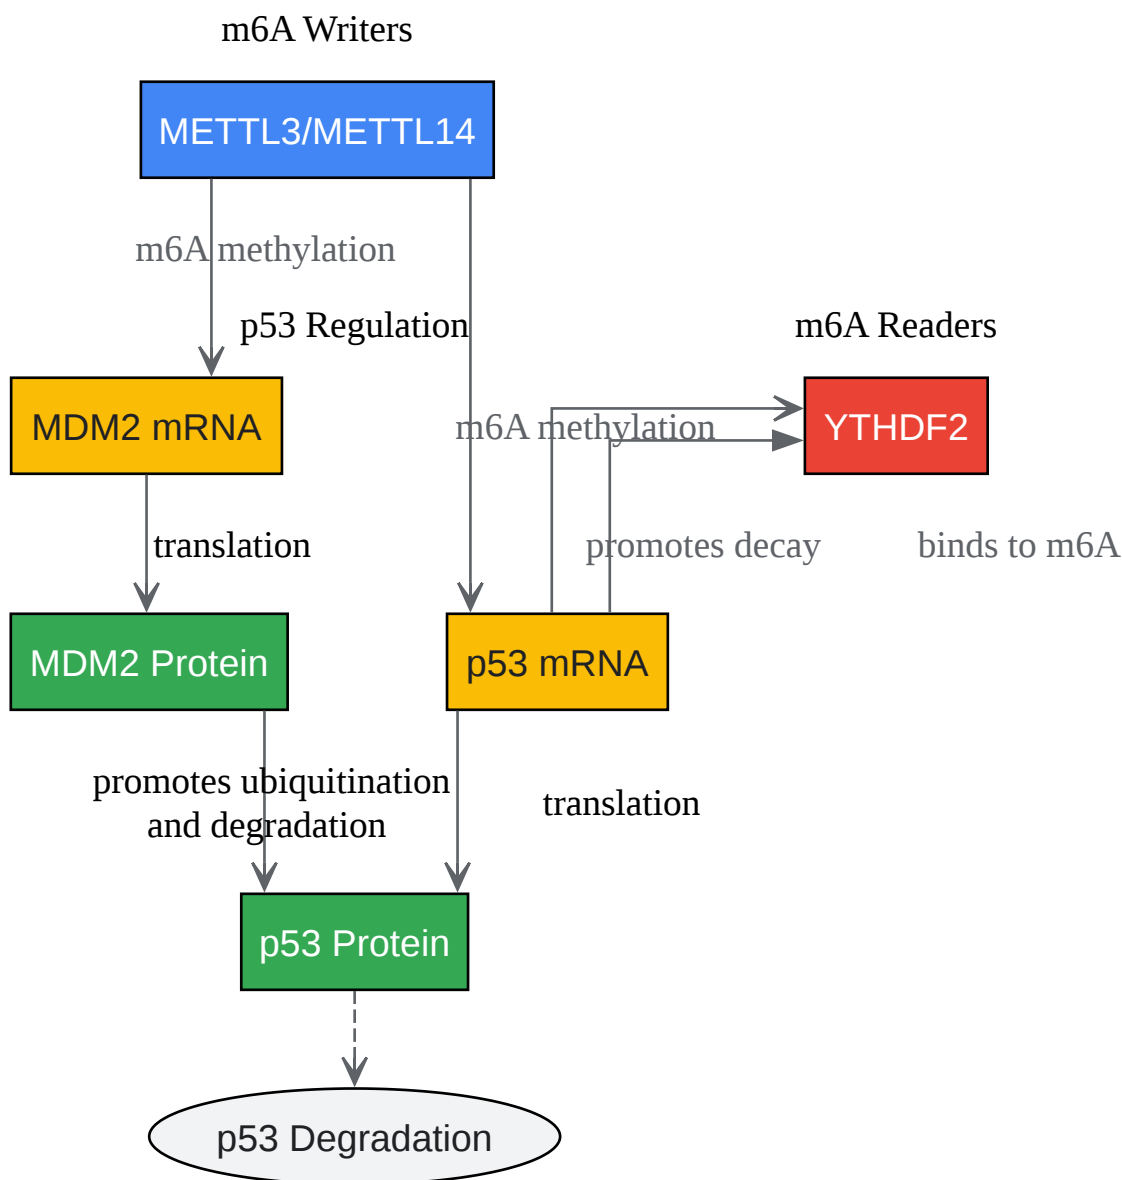 m6A Writers
METTL3/METTL14
m6A methylation
p53 Regulation
m6A Readers
MDM2 mRNA
m6A methylation
YTHDF2
translation
promotes decay
binds to m6A
MDM2 Protein
p53 mRNA
promotes ubiquitination
and degradation
translation
p53 Protein
p53 Degradation